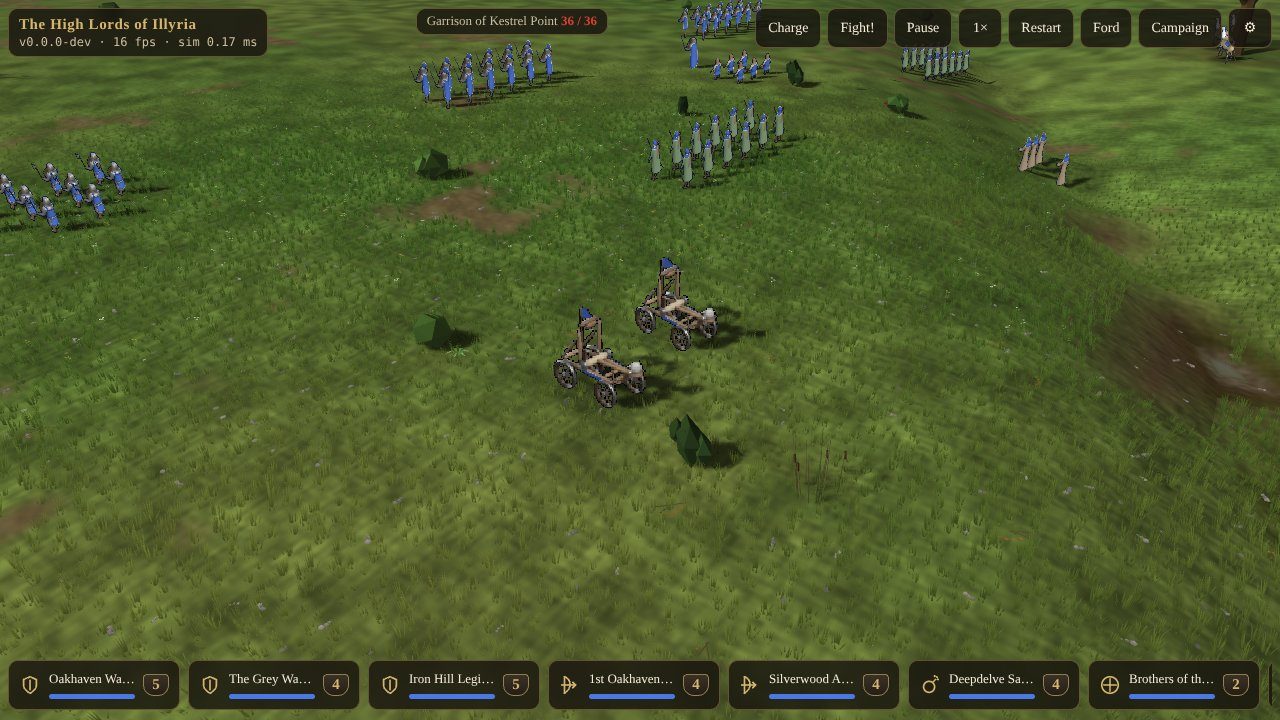 The High Lords of Illyria
v0.0.0-dev · 16 fps · sim 0.17 ms
Garrison of Kestrel Point 36 / 36
Charge
Fight!
Pause
1×
Restart
Ford
Campaign
Oakhaven Wa… 5
The Grey Wa… 4
Iron Hill Legi… 5
1st Oakhaven… 4
Silverwood A… 4
Deepdelve Sa… 4
Brothers of th… 2